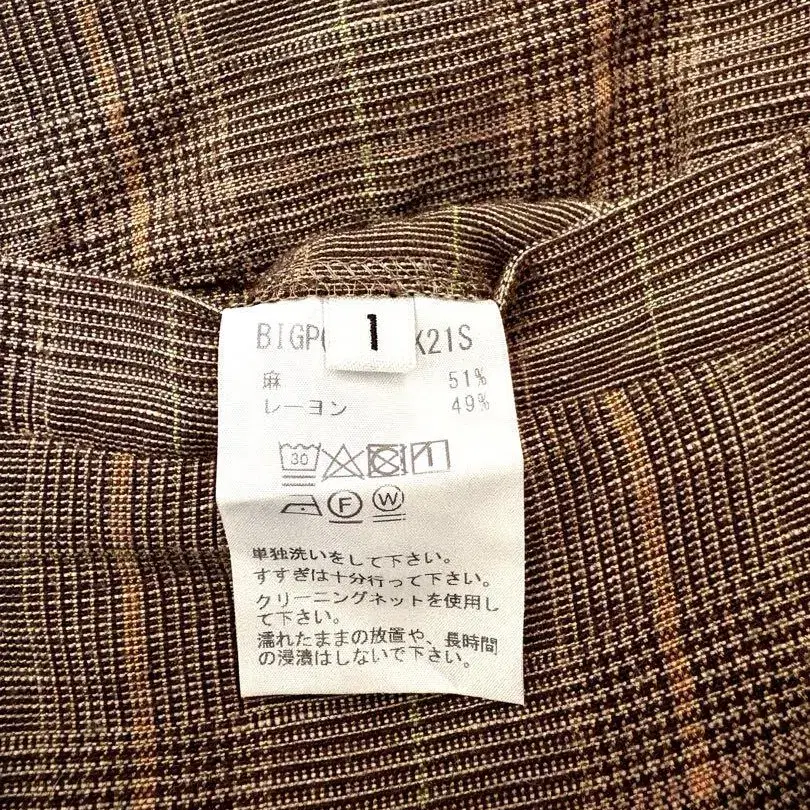 1
BIGP X21S
麻 51%
レーヨン 49%
30
F W
単独洗いをして下さい。
すすぎは十分行って下さい。
クリーニングネットを使用し
て下さい。
濡れたままの放置や、長時間
の浸漬はしないで下さい。